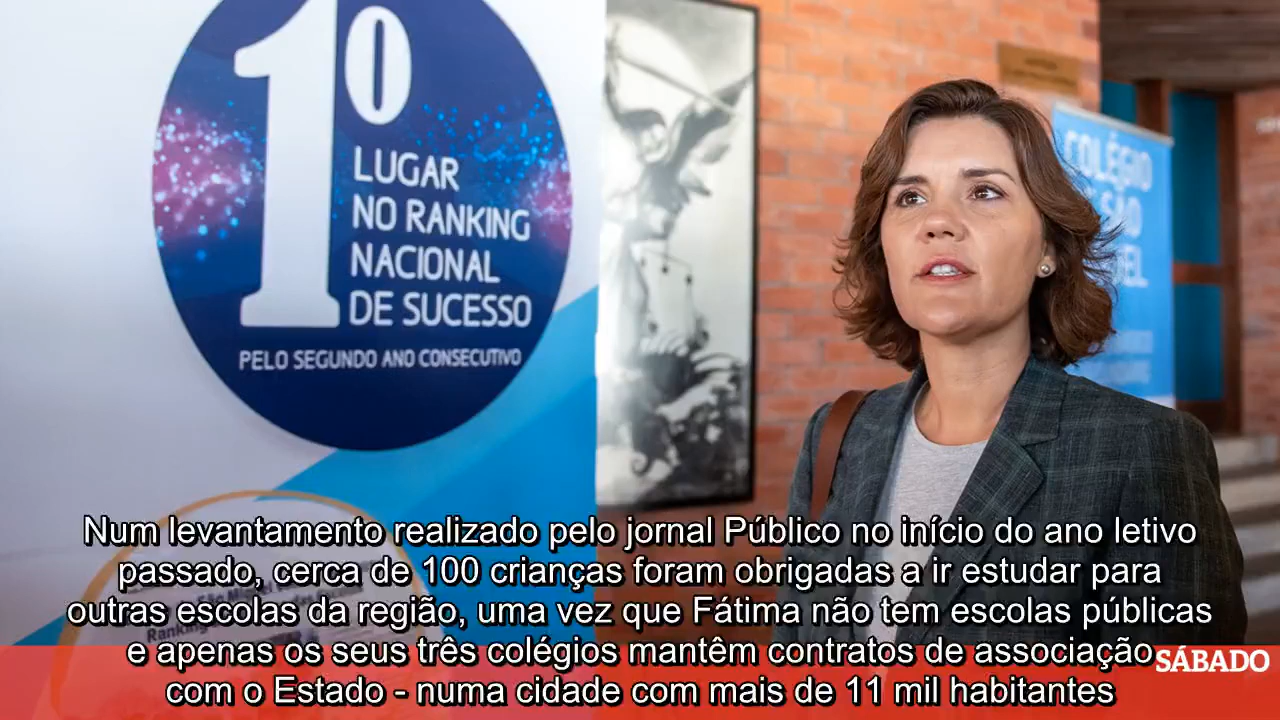 1º
LUGAR
NO RANKING
NACIONAL
DE SUCESSO
PELO SEGUNDO ANO CONSECUTIVO
COLÉGIO
SÃO
Num levantamento realizado pelo jornal Público no início do ano letivo
passado, cerca de 100 crianças foram obrigadas a ir estudar para
outras escolas da região, uma vez que Fátima não tem escolas públicas
e apenas os seus três colégios mantêm contratos de associação
com o Estado - numa cidade com mais de 11 mil habitantes
SÁBADO